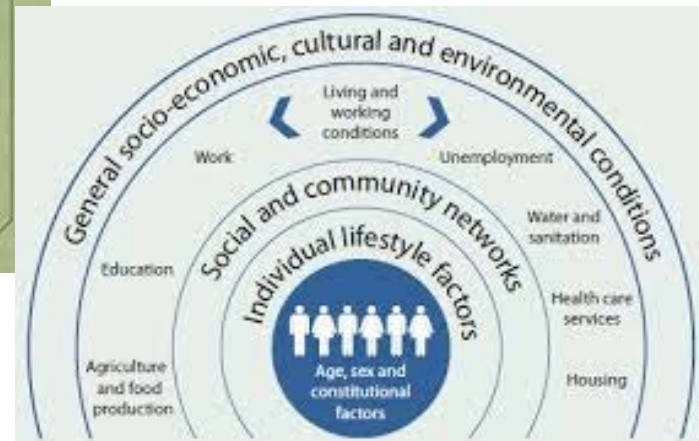 General socio-economic, cultural and environmental conditions
Living and
working
conditions
Work
Unemployment
Social and community networks
Water and
sanitation
Education
Individual lifestyle factors
Health care
services
Agriculture
and food
production
Housing
Age, sex and
constitutional
factors